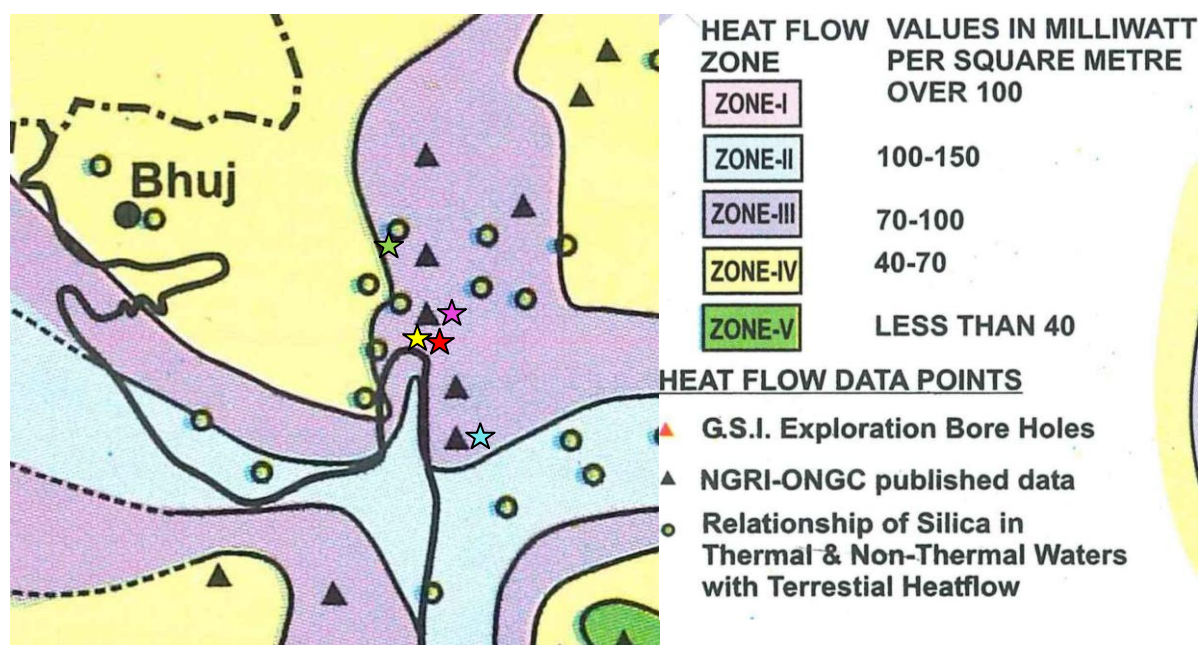 Bhuj
HEAT FLOW VALUES IN MILLIWATT
ZONE PER SQUARE METRE
ZONE-I OVER 100
ZONE-II 100-150
ZONE-III 70-100
ZONE-IV 40-70
ZONE-V LESS THAN 40
HEAT FLOW DATA POINTS
G.S.I. Exploration Bore Holes
NGRI-ONGC published data
Relationship of Silica in
Thermal & Non-Thermal Waters
with Terrestial Heatflow